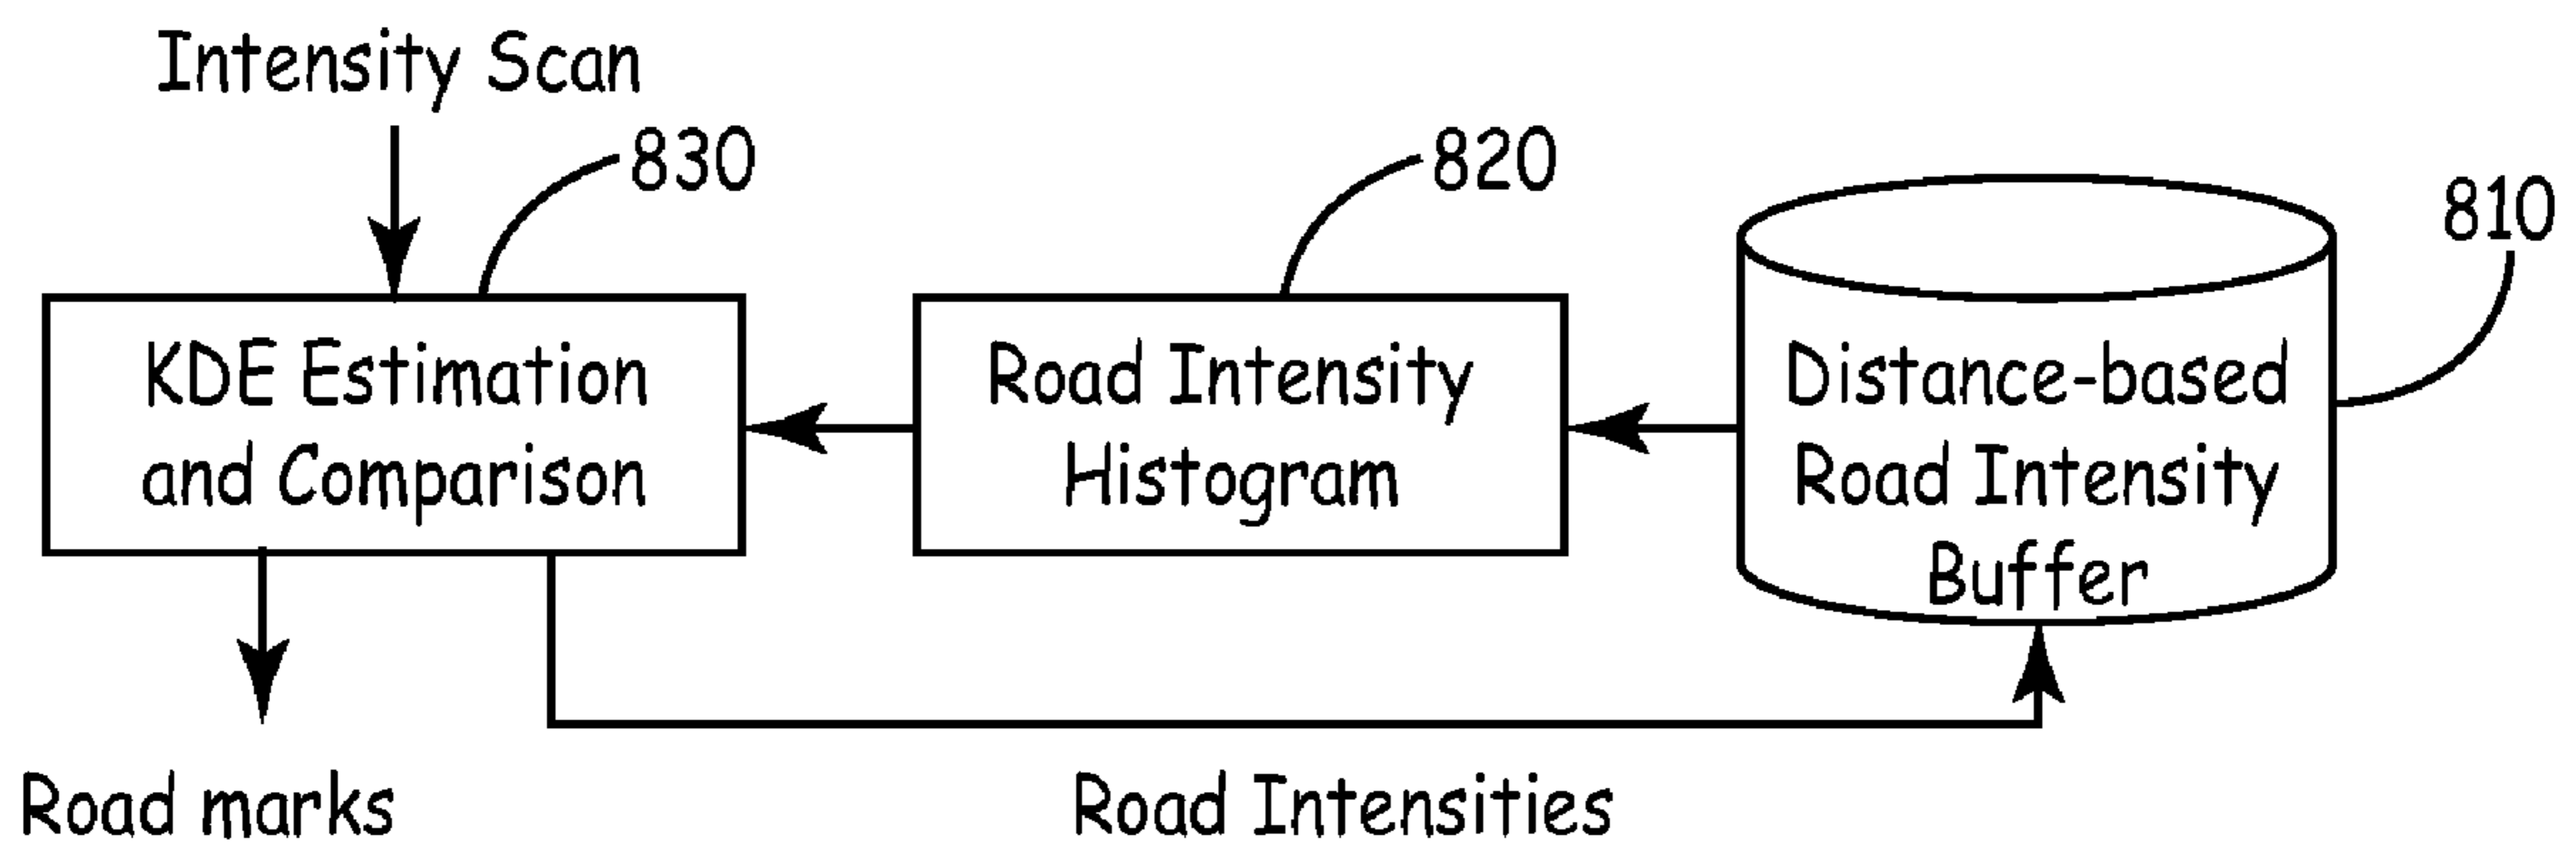 Intensity Scan
830
820
810
KDE Estimation
and Comparison
Road Intensity
Histogram
Distance-based
Road Intensity
Buffer
Road marks
Road Intensities